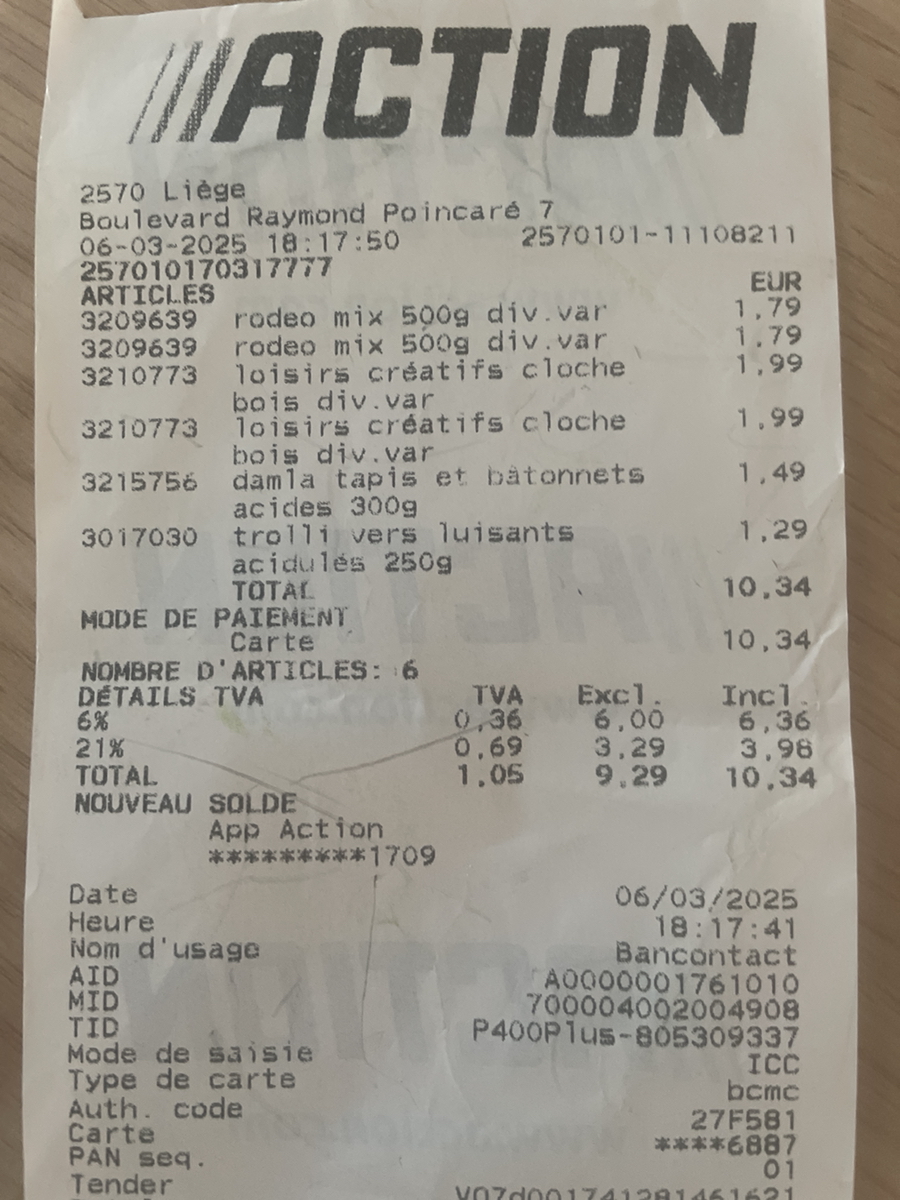 ACTION
2570 Liège
Boulevard Raymond Poincaré 7
06-03-2025 18:17:50 2570101-11108211
257010170317777
ARTICLES EUR
3209639 rodeo mix 500g div.var 1,79
3209639 rodeo mix 500g div.var 1,79
3210773 loisirs créatifs cloche 1,99
bois div.var
3210773 loisirs créatifs cloche 1,99
bois div.var
3215756 damla tapis et bâtonnets 1,49
acides 300g
3017030 trolli vers luisants 1,29
acidulés 250g
TOTAL 10,34
MODE DE PAIEMENT
Carte 10,34
NOMBRE D'ARTICLES: 6
DÉTAILS TVA TVA Excl. Incl.
6% 0,36 6,00 6,36
21% 0,69 3,29 3,98
TOTAL 1,05 9,29 10,34
NOUVEAU SOLDE
App Action
*********1709
Date 06/03/2025
Heure 18:17:41
Nom d'usage Bancontact
AID A0000001761010
MID 700004002004908
TID P400Plus-805309337
Mode de saisie ICC
Type de carte bcmc
Auth. code 27F581
Carte ****6887
PAN seq. 01
Tender